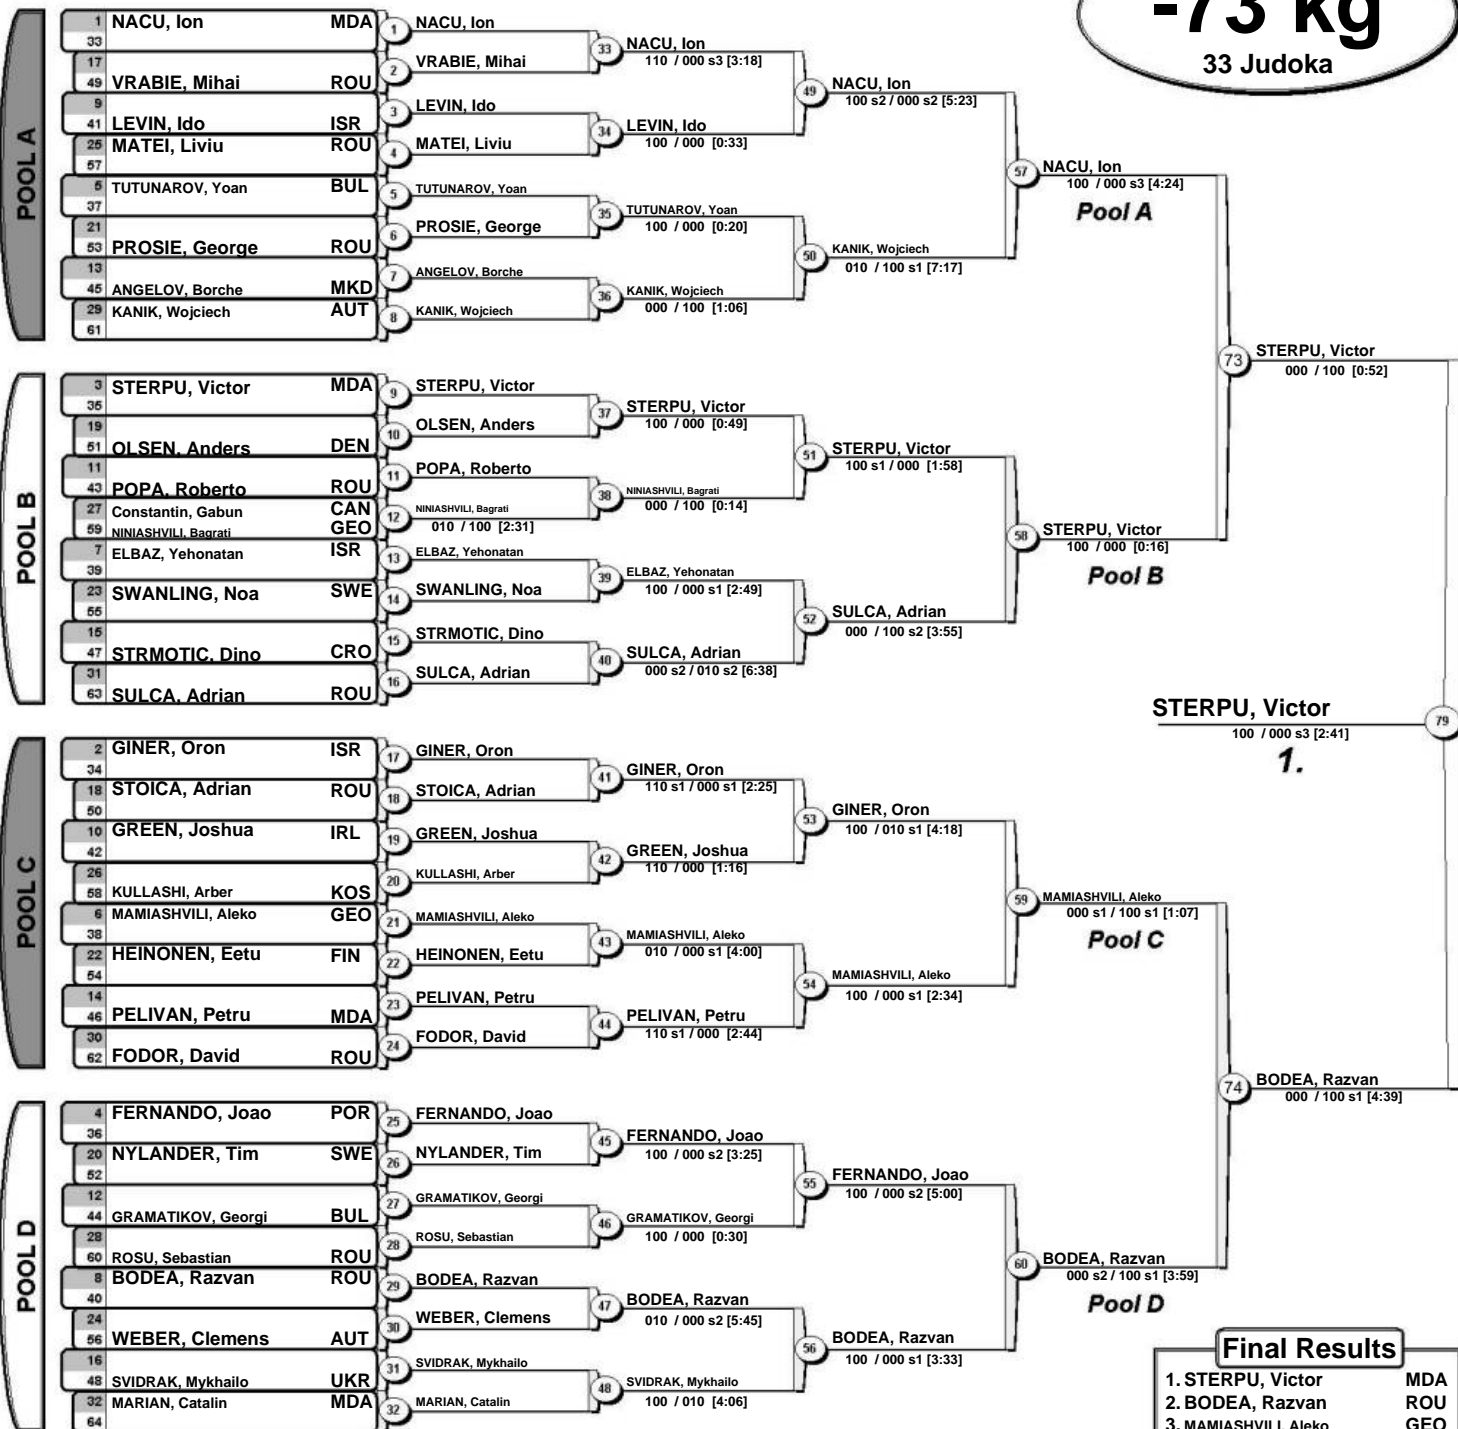 -73 kg
33 Judoka
POOL A
1 NACU, Ion MDA
33
17
49 VRABIE, Mihai ROU
9
41 LEVIN, Ido ISR
25 MATEI, Liviu ROU
57
5 TUTUNAROV, Yoan BUL
37
21
53 PROSIE, George ROU
13
45 ANGELOV, Borche MKD
29 KANIK, Wojciech AUT
61
1 NACU, Ion
2 VRABIE, Mihai
3 LEVIN, Ido
4 MATEI, Liviu
5 TUTUNAROV, Yoan
6 PROSIE, George
7 ANGELOV, Borche
8 KANIK, Wojciech
33 NACU, Ion
110 / 000 s3 [3:18]
34 LEVIN, Ido
100 / 000 [0:33]
35 TUTUNAROV, Yoan
100 / 000 [0:20]
36 KANIK, Wojciech
000 / 100 [1:06]
49 NACU, Ion
100 s2 / 000 s2 [5:23]
50 KANIK, Wojciech
010 / 100 s1 [7:17]
57 NACU, Ion
100 / 000 s3 [4:24]
Pool A
POOL B
3 STERPU, Victor MDA
35
19
51 OLSEN, Anders DEN
11
43 POPA, Roberto ROU
27 Constantin, Gabun CAN
59 NINIASHVILI, Bagrati GEO
7 ELBAZ, Yehonatan ISR
39
23 SWANLING, Noa SWE
55
15
47 STRMOTIC, Dino CRO
31
63 SULCA, Adrian ROU
9 STERPU, Victor
10 OLSEN, Anders
11 POPA, Roberto
12 NINIASHVILI, Bagrati
010 / 100 [2:31]
13 ELBAZ, Yehonatan
14 SWANLING, Noa
15 STRMOTIC, Dino
16 SULCA, Adrian
37 STERPU, Victor
100 / 000 [0:49]
38 NINIASHVILI, Bagrati
000 / 100 [0:14]
39 ELBAZ, Yehonatan
100 / 000 s1 [2:49]
40 SULCA, Adrian
000 s2 / 010 s2 [6:38]
51 STERPU, Victor
100 s1 / 000 [1:58]
52 SULCA, Adrian
000 / 100 s2 [3:55]
58 STERPU, Victor
100 / 000 [0:16]
Pool B
73 STERPU, Victor
000 / 100 [0:52]
STERPU, Victor 79
100 / 000 s3 [2:41]
1.
POOL C
2 GINER, Oron ISR
34
18 STOICA, Adrian ROU
50
10 GREEN, Joshua IRL
42
26
58 KULLASHI, Arber KOS
6 MAMIASHVILI, Aleko GEO
38
22 HEINONEN, Eetu FIN
54
14
46 PELIVAN, Petru MDA
30
62 FODOR, David ROU
17 GINER, Oron
18 STOICA, Adrian
19 GREEN, Joshua
20 KULLASHI, Arber
21 MAMIASHVILI, Aleko
22 HEINONEN, Eetu
23 PELIVAN, Petru
24 FODOR, David
41 GINER, Oron
110 s1 / 000 s1 [2:25]
42 GREEN, Joshua
110 / 000 [1:16]
43 MAMIASHVILI, Aleko
010 / 000 s1 [4:00]
44 PELIVAN, Petru
110 s1 / 000 [2:44]
53 GINER, Oron
100 / 010 s1 [4:18]
54 MAMIASHVILI, Aleko
100 / 000 s1 [2:34]
59 MAMIASHVILI, Aleko
000 s1 / 100 s1 [1:07]
Pool C
POOL D
4 FERNANDO, Joao POR
36
20 NYLANDER, Tim SWE
52
12
44 GRAMATIKOV, Georgi BUL
28
60 ROSU, Sebastian ROU
8 BODEA, Razvan ROU
40
24
56 WEBER, Clemens AUT
16
48 SVIDRAK, Mykhailo UKR
32 MARIAN, Catalin MDA
64
25 FERNANDO, Joao
26 NYLANDER, Tim
27 GRAMATIKOV, Georgi
28 ROSU, Sebastian
29 BODEA, Razvan
30 WEBER, Clemens
31 SVIDRAK, Mykhailo
32 MARIAN, Catalin
45 FERNANDO, Joao
100 / 000 s2 [3:25]
46 GRAMATIKOV, Georgi
100 / 000 [0:30]
47 BODEA, Razvan
010 / 000 s2 [5:45]
48 SVIDRAK, Mykhailo
100 / 010 [4:06]
55 FERNANDO, Joao
100 / 000 s2 [5:00]
56 BODEA, Razvan
100 / 000 s1 [3:33]
60 BODEA, Razvan
000 s2 / 100 s1 [3:59]
Pool D
74 BODEA, Razvan
000 / 100 s1 [4:39]
Final Results
1. STERPU, Victor MDA
2. BODEA, Razvan ROU
3. MAMIASHVILI, Aleko GEO